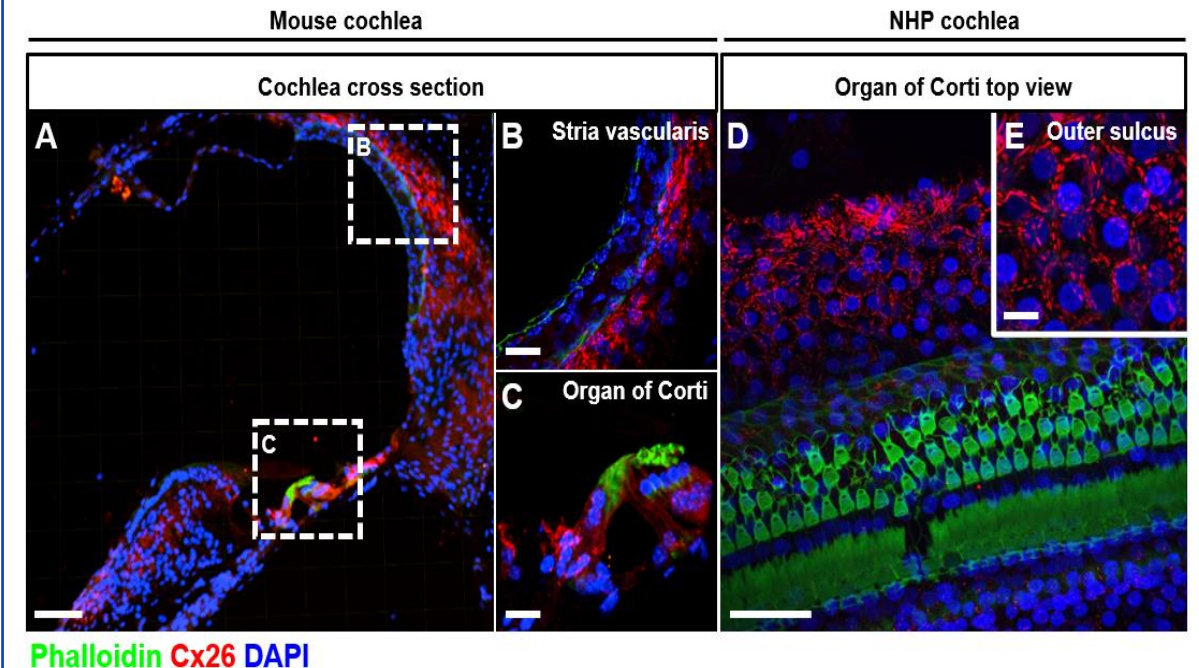 Mouse cochlea
NHP cochlea
Cochlea cross section
Organ of Corti top view
A
B
C
B Stria vascularis
C Organ of Corti
D
E Outer sulcus
Phalloidin Cx26 DAPI